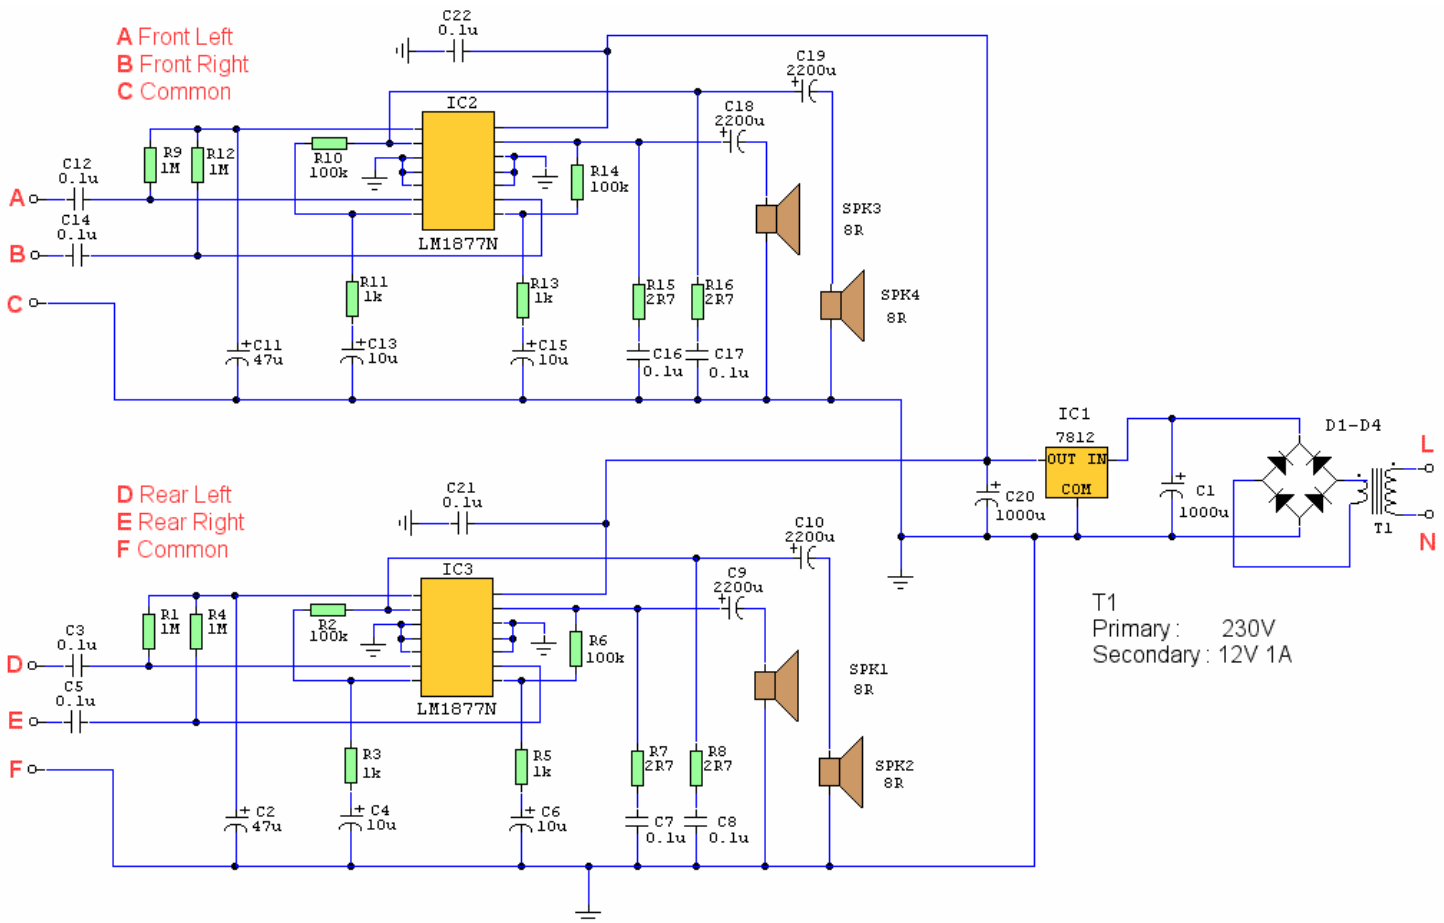 A Front Left
B Front Right
C Common
C22
0.1u
C19
2200u
IC2
C18
2200u
R9
1M
R12
1M
R10
100k
R14
100k
C12
0.1u
A
C14
0.1u
B
LM1877N
SPK3
8R
R11
1k
R13
1k
R15
2R7
R16
2R7
SPK4
8R
C
C11
47u
C13
10u
C15
10u
C16
0.1u
C17
0.1u
IC1
7812
OUT IN
COM
D1-D4
L
C20
1000u
C1
1000u
T1
N
D Rear Left
E Rear Right
F Common
C21
0.1u
C10
2200u
IC3
C9
2200u
R1
1M
R4
1M
R2
100k
R6
100k
C3
0.1u
D
C5
0.1u
E
LM1877N
SPK1
8R
T1
Primary : 230V
Secondary : 12V 1A
R3
1k
R5
1k
R7
2R7
R8
2R7
SPK2
8R
F
C2
47u
C4
10u
C6
10u
C7
0.1u
C8
0.1u